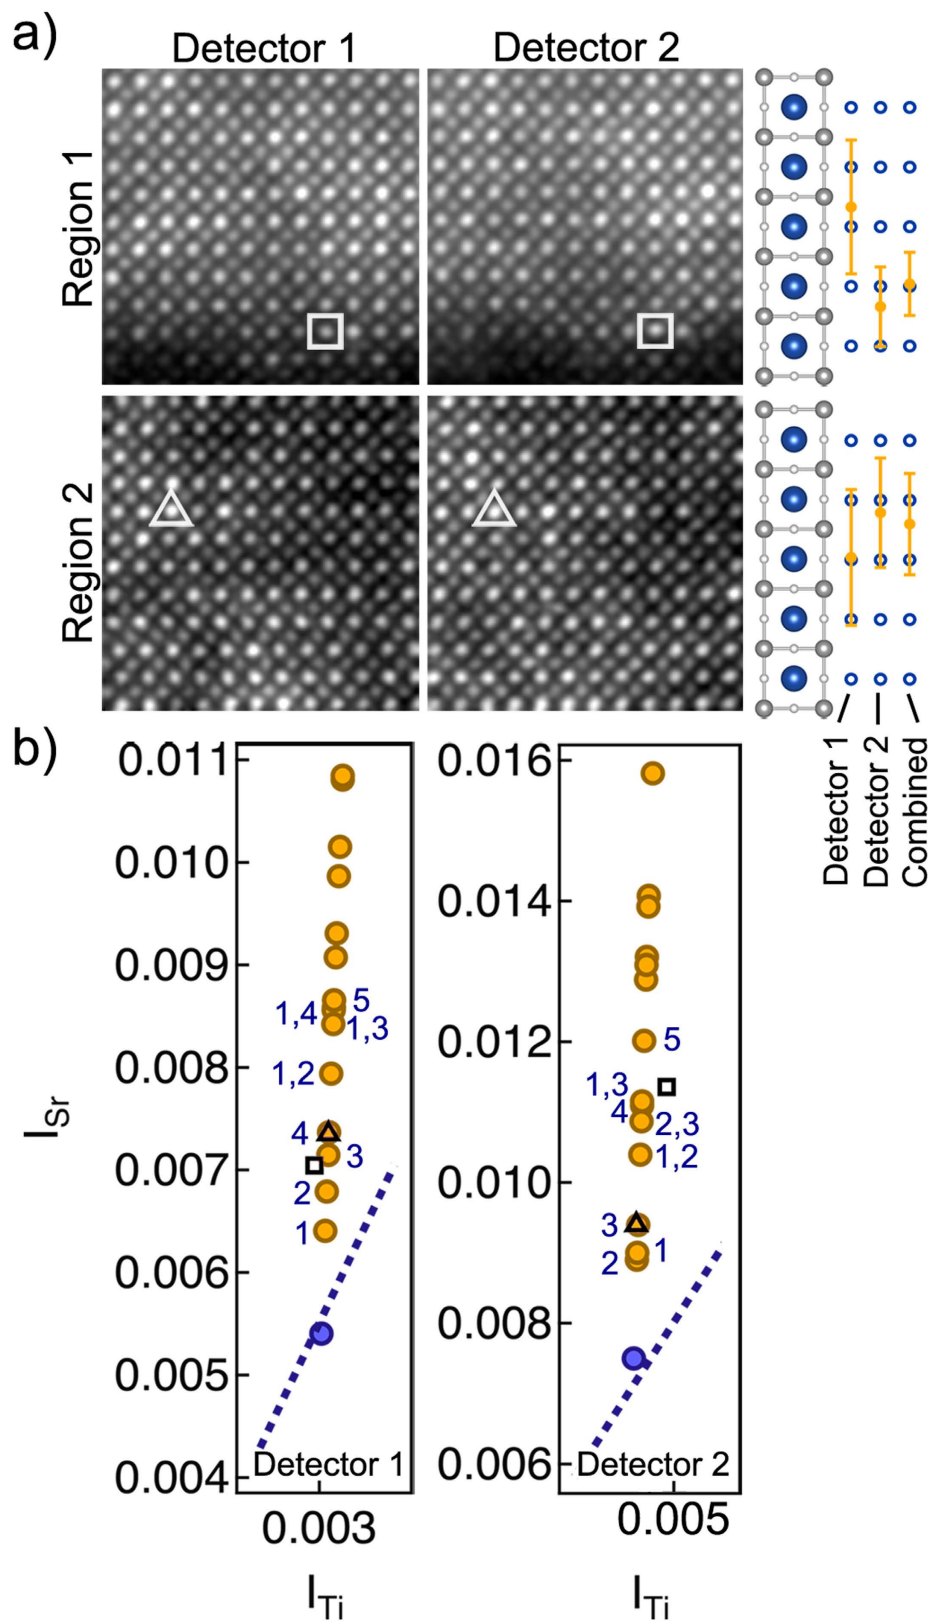 a)
Detector 1
Detector 2
Region 1
Region 2
Detector 1
Detector 2
Combined
b)
I_Sr
0.011
0.010
0.009
0.008
0.007
0.006
0.005
0.004
5
1,4
1,3
1,2
4
3
2
1
Detector 1
0.003
I_Ti
0.016
0.014
0.012
0.010
0.008
0.006
5
1,3
4
2,3
1,2
3
1
2
Detector 2
0.005
I_Ti